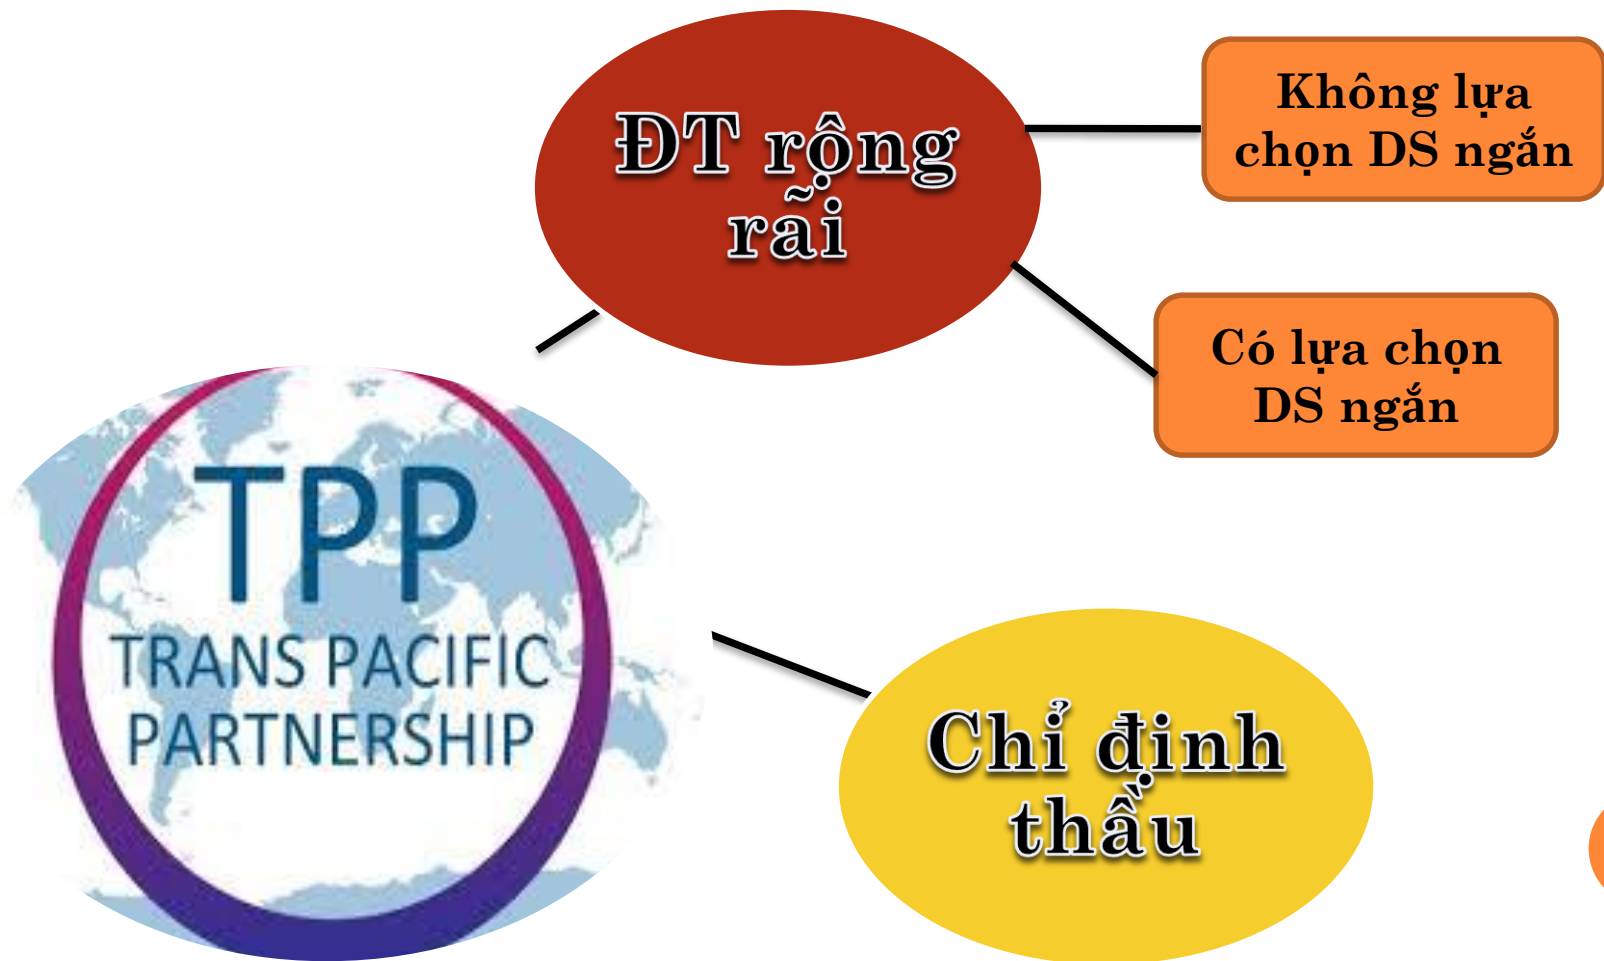 ĐT rộng
rãi
Không lựa
chọn DS ngắn
Có lựa chọn
DS ngắn
TPP
TRANS PACIFIC
PARTNERSHIP
Chỉ định
thầu